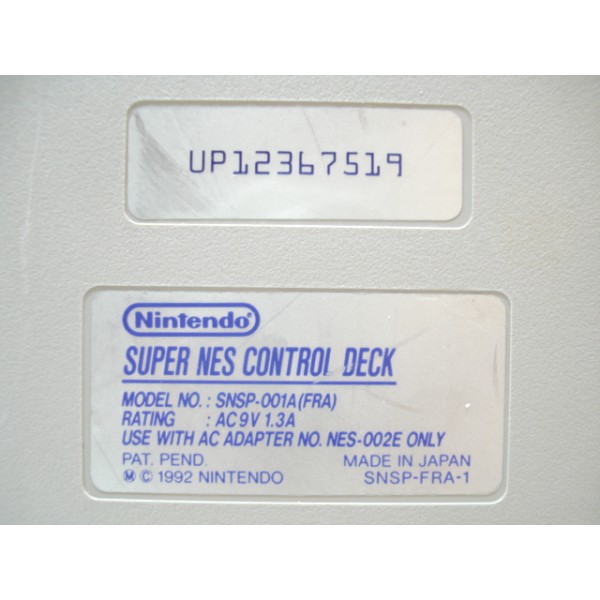 UP12367519
Nintendo®
SUPER NES CONTROL DECK
MODEL NO. : SNSP-001A(FRA)
RATING : AC 9V 1.3A
USE WITH AC ADAPTER NO. NES-002E ONLY
PAT. PEND. MADE IN JAPAN
Ⓜ © 1992 NINTENDO SNSP-FRA-1